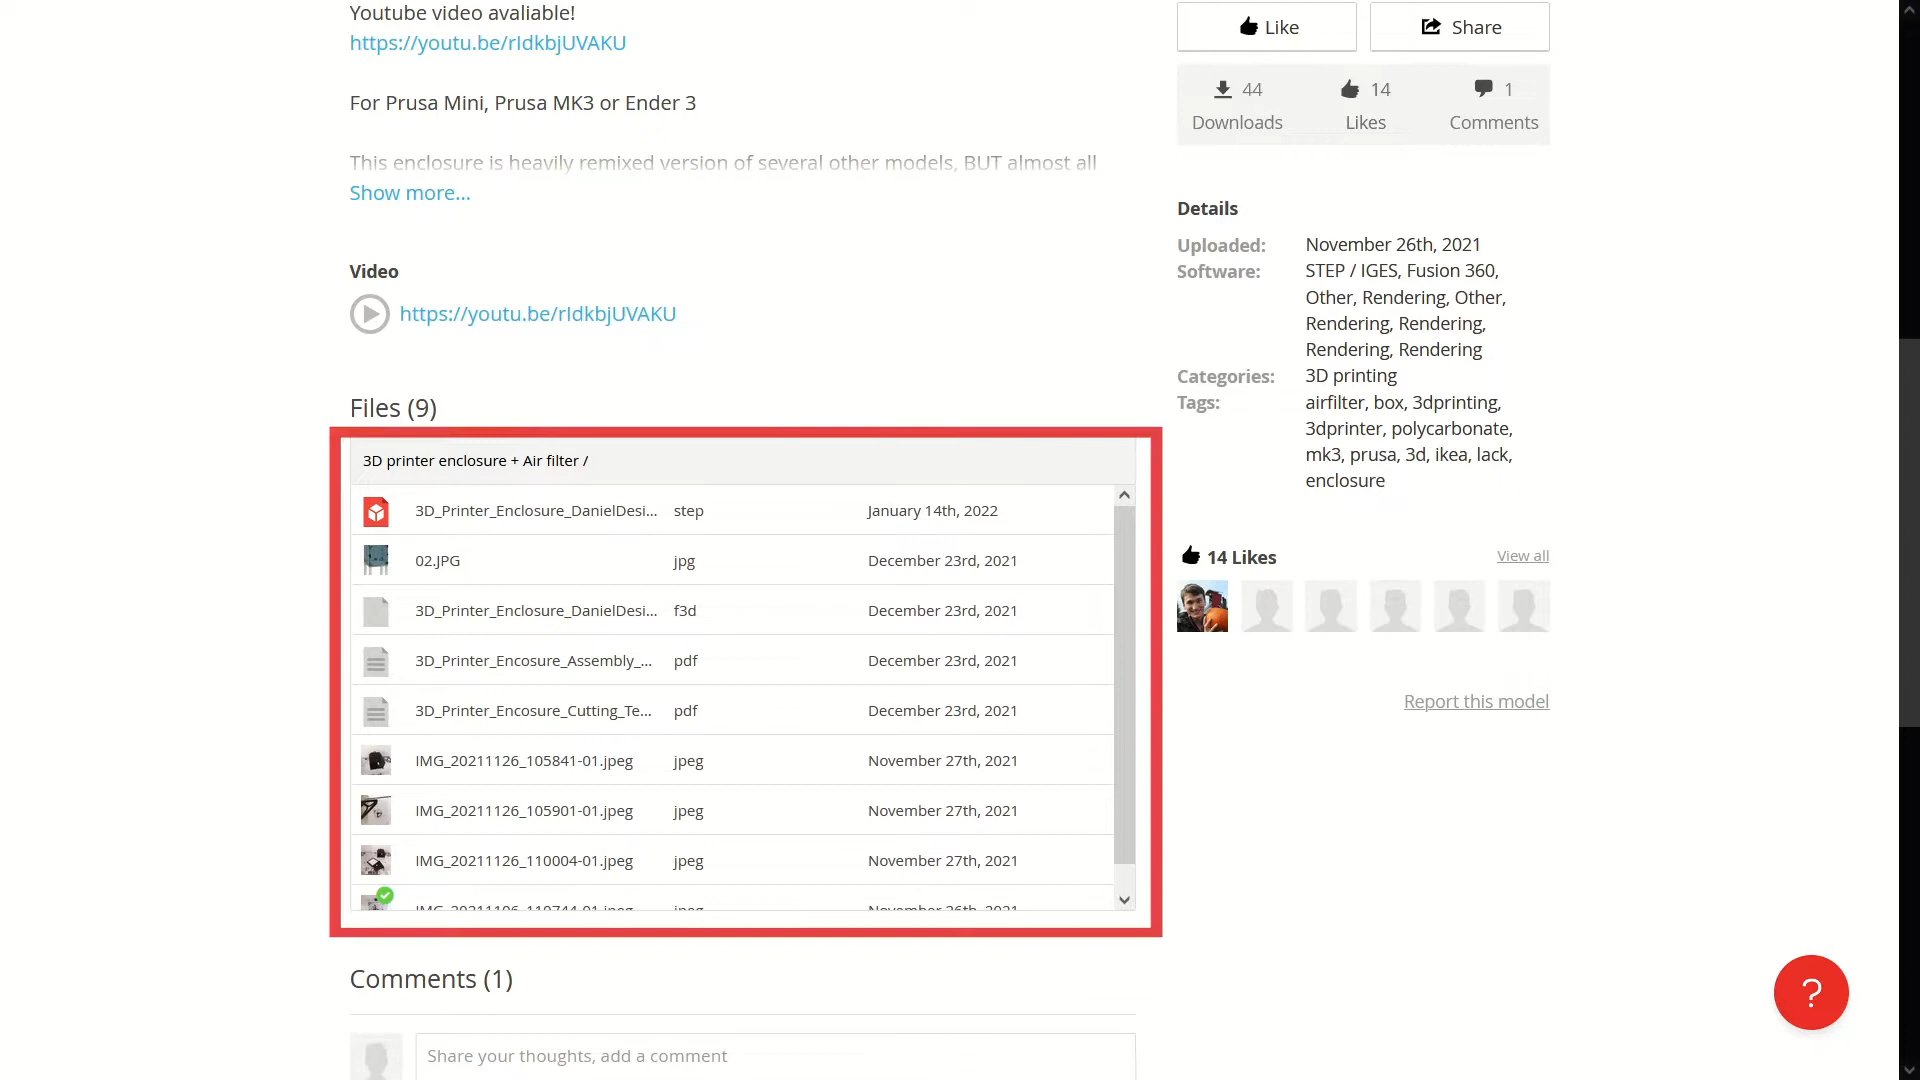 Youtube video avaliable!
https://youtu.be/rIdkbjUVAKU
For Prusa Mini, Prusa MK3 or Ender 3
This enclosure is heavily remixed version of several other models, BUT almost all
Show more...
Video
https://youtu.be/rIdkbjUVAKU
Files (9)
3D printer enclosure + Air filter /
3D_Printer_Enclosure_DanielDesi... step January 14th, 2022
02.JPG jpg December 23rd, 2021
3D_Printer_Enclosure_DanielDesi... f3d December 23rd, 2021
3D_Printer_Encosure_Assembly_... pdf December 23rd, 2021
3D_Printer_Encosure_Cutting_Te... pdf December 23rd, 2021
IMG_20211126_105841-01.jpeg jpeg November 27th, 2021
IMG_20211126_105901-01.jpeg jpeg November 27th, 2021
IMG_20211126_110004-01.jpeg jpeg November 27th, 2021
jpeg November 26th, 2021
Comments (1)
Share your thoughts, add a comment
Like
Share
44 14 1
Downloads Likes Comments
Details
Uploaded: November 26th, 2021
Software: STEP / IGES, Fusion 360,
Other, Rendering, Other,
Rendering, Rendering,
Rendering, Rendering
Categories: 3D printing
Tags: airfilter, box, 3dprinting,
3dprinter, polycarbonate,
mk3, prusa, 3d, ikea, lack,
enclosure
14 Likes View all
Report this model
?